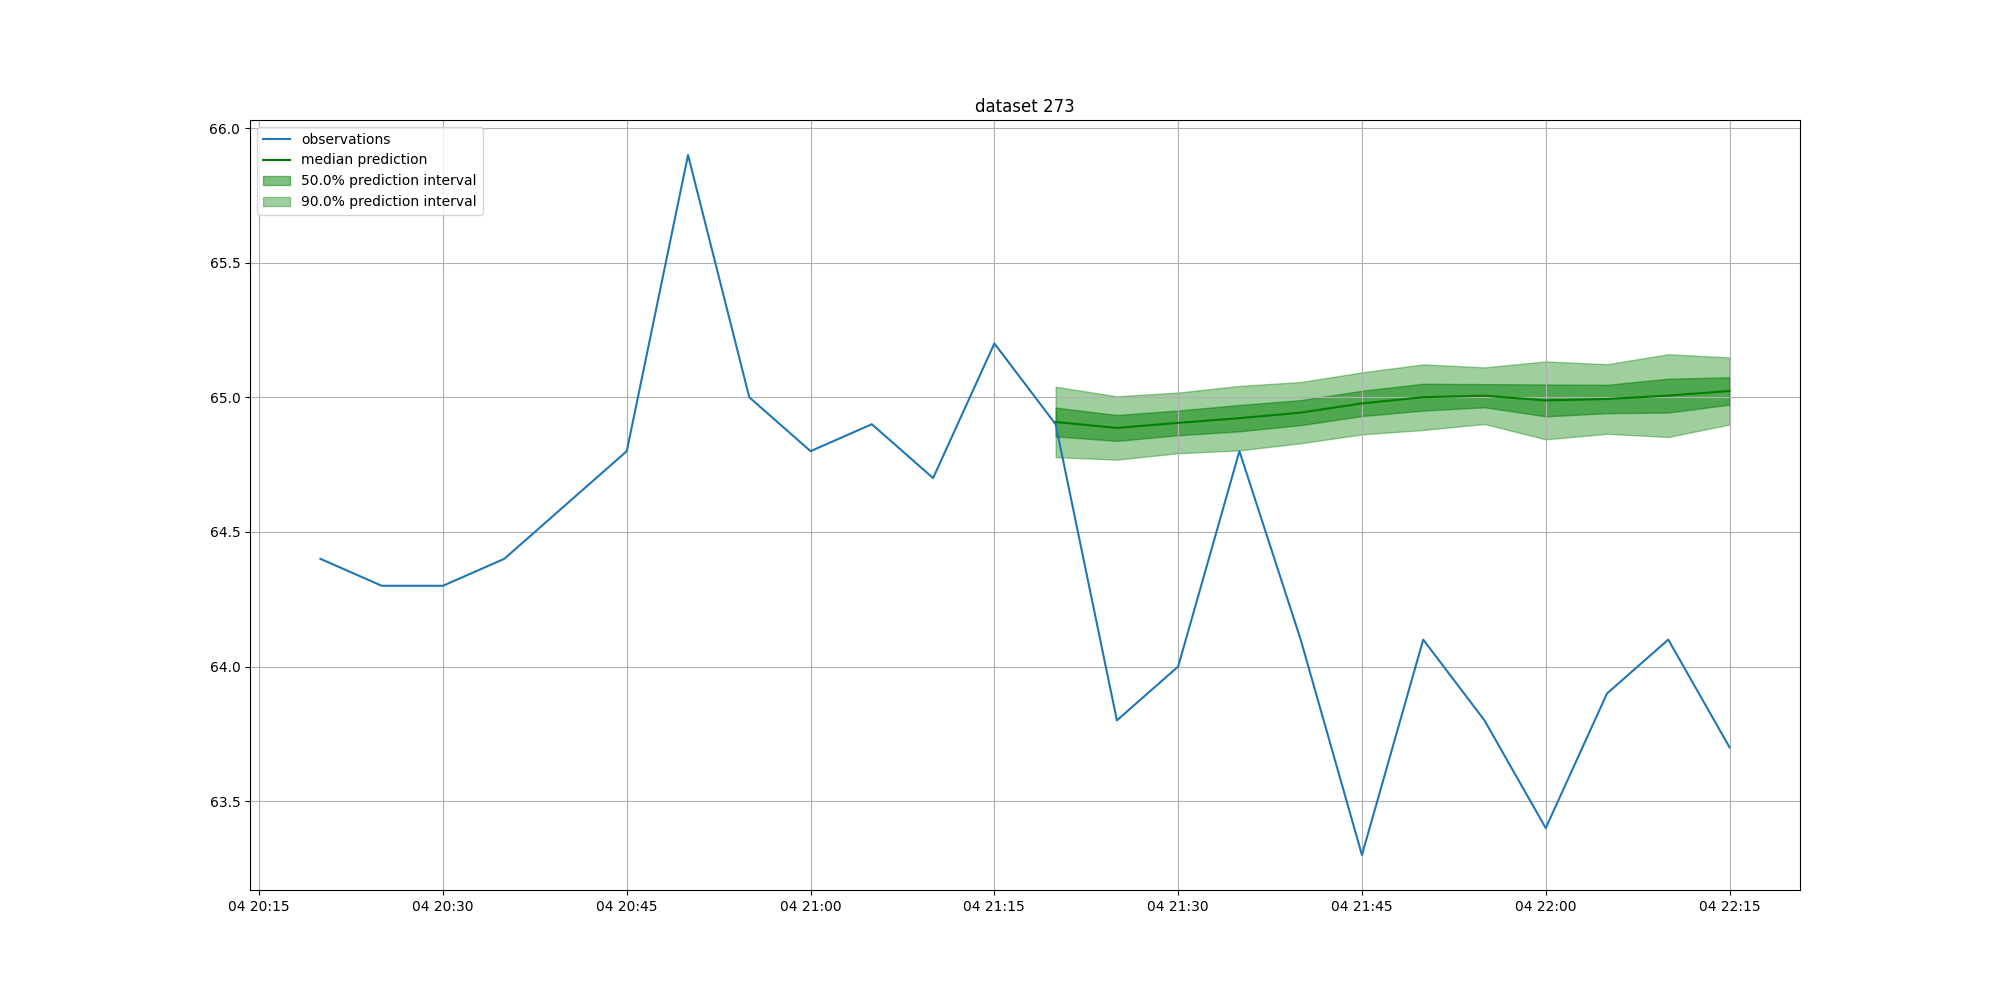 dataset 273
66.0
65.5
65.0
64.5
64.0
63.5
observations
median prediction
50.0% prediction interval
90.0% prediction interval
04 20:15 04 20:30 04 20:45 04 21:00 04 21:15 04 21:30 04 21:45 04 22:00 04 22:15